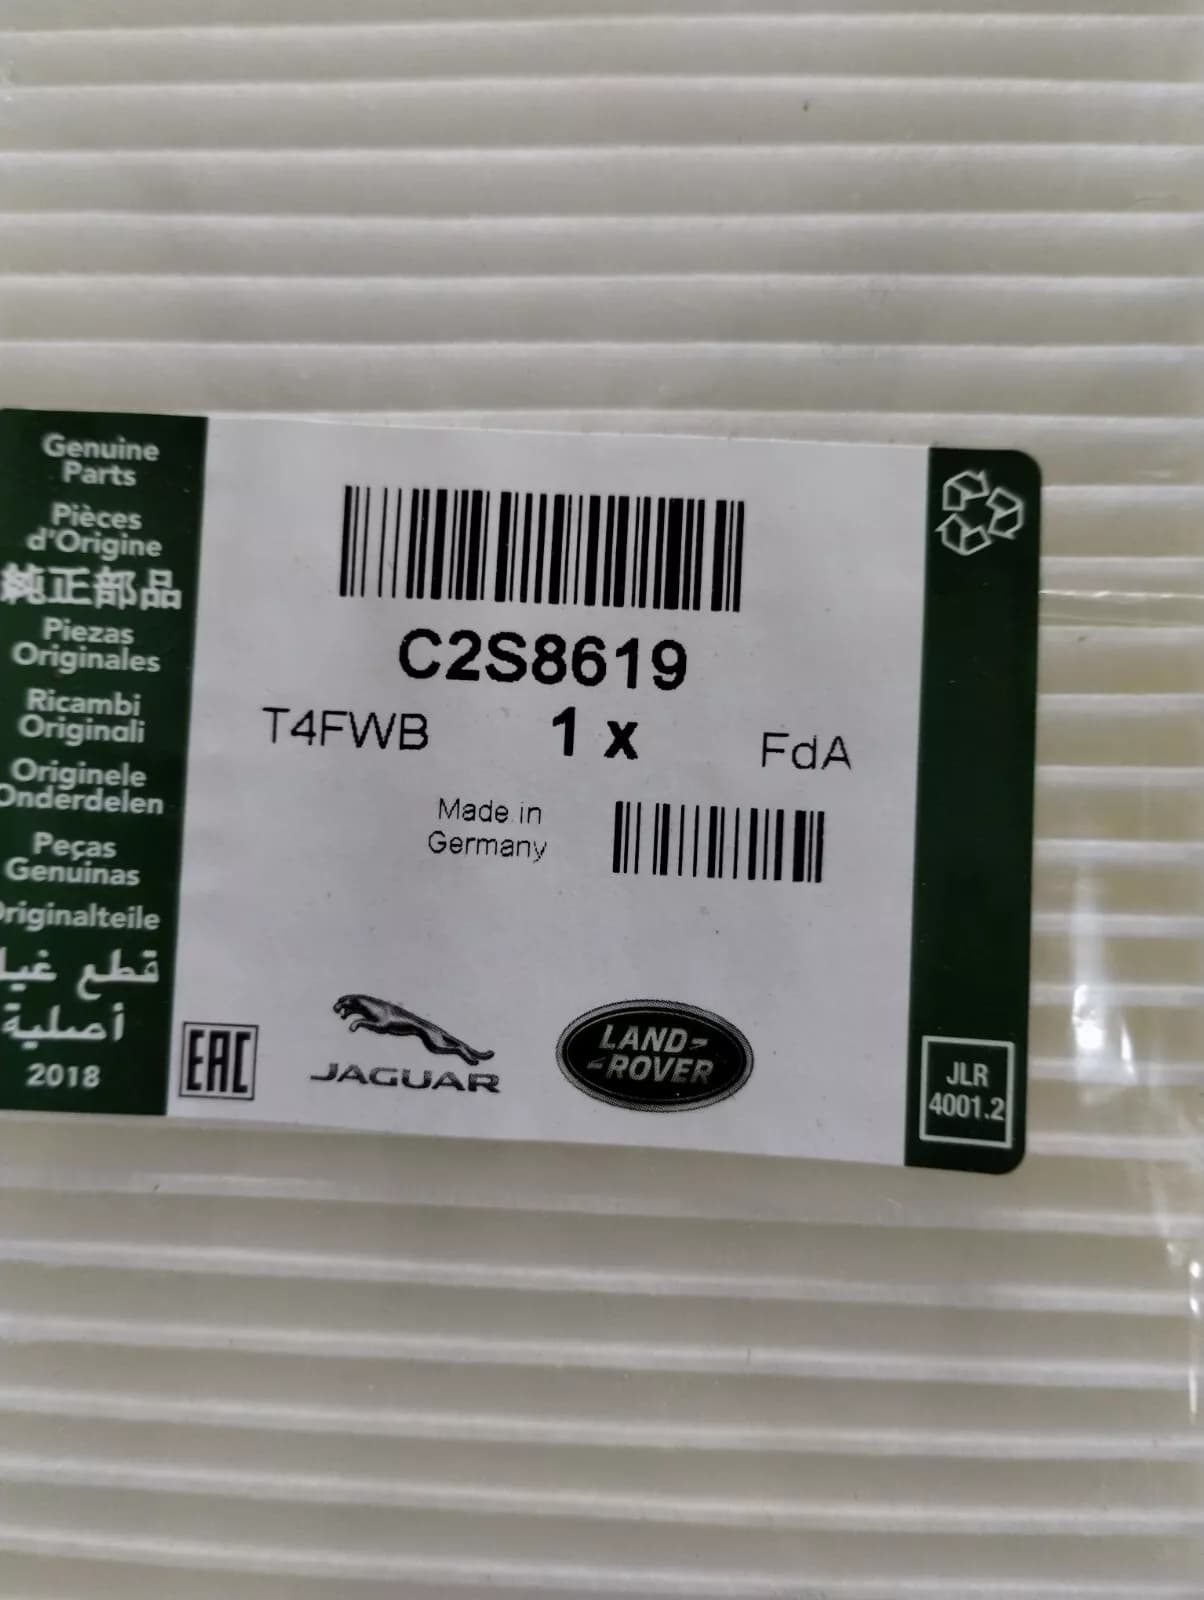 Genuine
Parts
Pièces
d'Origine
純正部品
Piezas
Originales
Ricambi
Originali
Originele
Onderdelen
Peças
Genuinas
Originalteile
قطع غيا
أصلية
2018
C2S8619
T4FWB 1 x FdA
Made in
Germany
EAC
JAGUAR
LAND-
-ROVER
JLR
4001.2